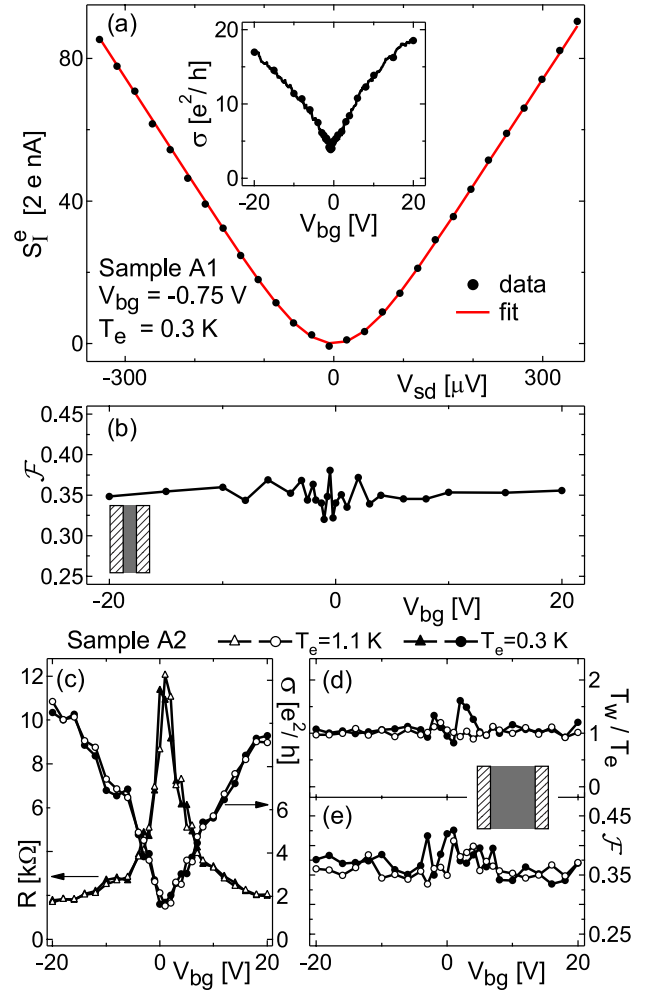 (a)
S_I^e [2 e nA]
80
40
0
σ [e²/ h]
20
10
0
-20 0 20
V_bg [V]
Sample A1
V_bg = -0.75 V
T_e = 0.3 K
data
fit
-300 0 300
V_sd [μV]
(b)
ℱ
0.45
0.35
0.25
-20 0 20
V_bg [V]
Sample A2 T_e=1.1 K T_e=0.3 K
(c)
R [kΩ]
12
10
8
6
4
2
0
σ [e²/h]
6
4
2
0
-20 0 20
V_bg [V]
(d)
T_w / T_e
2
1
0
(e)
ℱ
0.45
0.35
0.25
-20 0 20
V_bg [V]